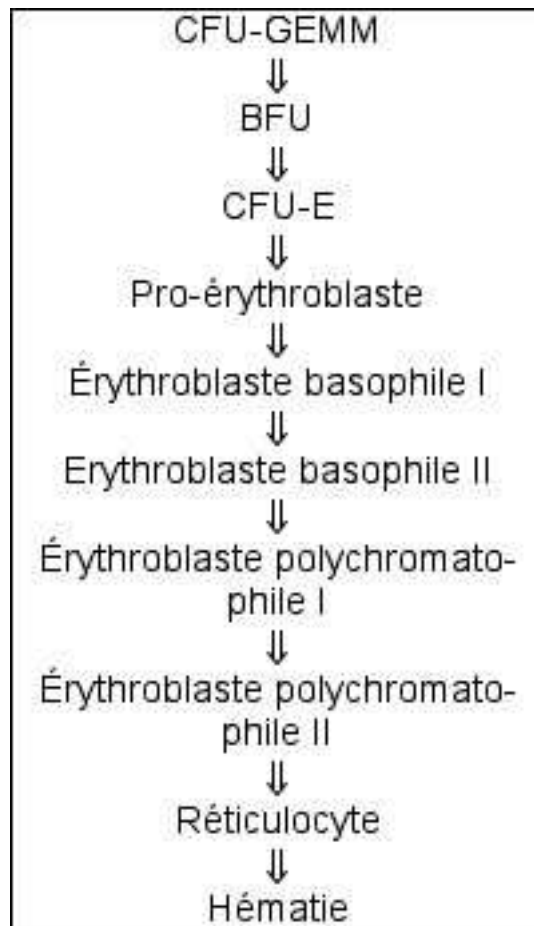 CFU-GEMM
⇓
BFU
⇓
CFU-E
⇓
Pro-érythroblaste
⇓
Érythroblaste basophile I
⇓
Erythroblaste basophile II
⇓
Érythroblaste polychromato-
phile I
⇓
Érythroblaste polychromato-
phile II
⇓
Réticulocyte
⇓
Hématie